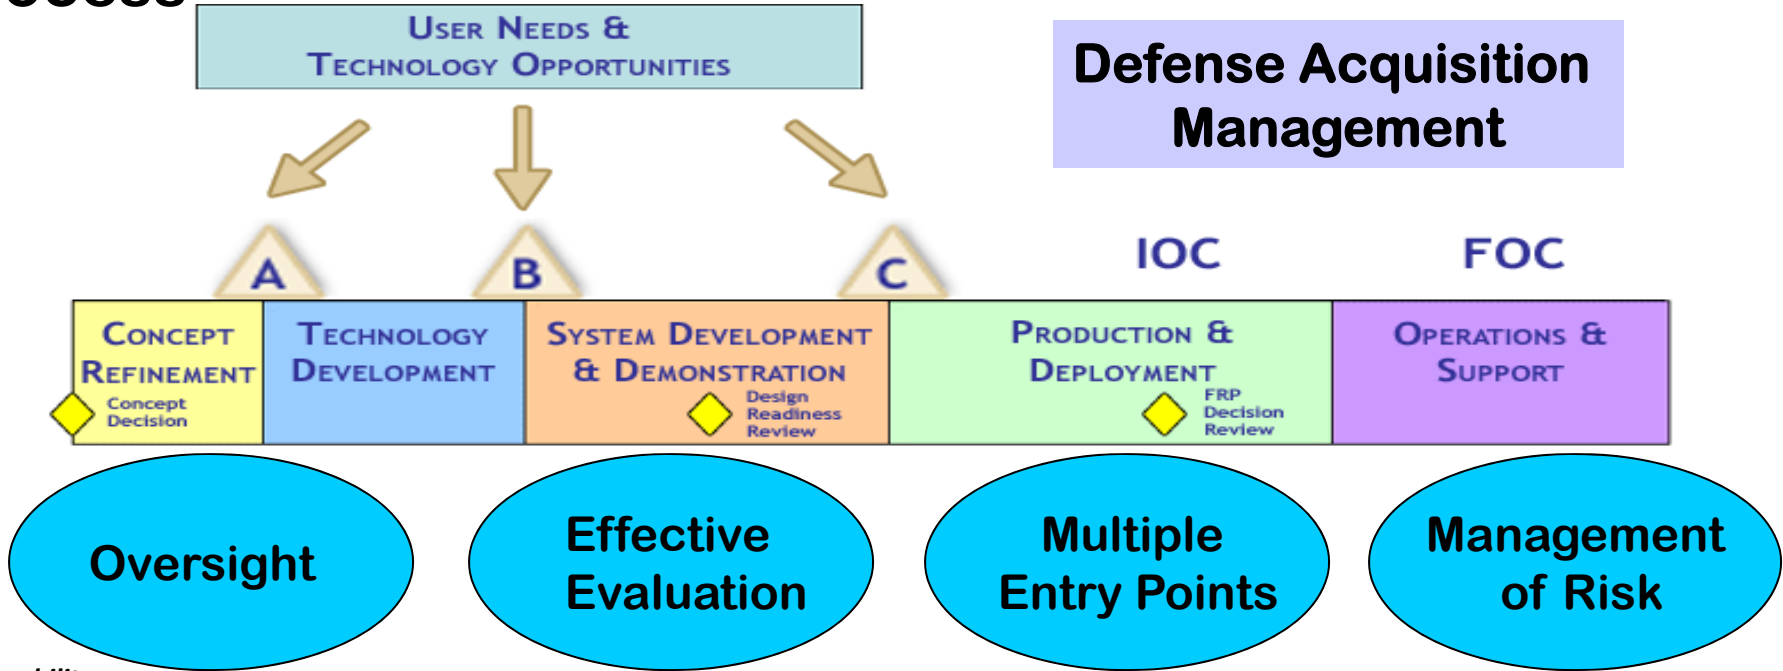 USER NEEDS &
TECHNOLOGY OPPORTUNITIES
Defense Acquisition
Management
A
B
C
IOC
FOC
CONCEPT
REFINEMENT
Concept
Decision
TECHNOLOGY
DEVELOPMENT
SYSTEM DEVELOPMENT
& DEMONSTRATION
Design
Readiness
Review
PRODUCTION &
DEPLOYMENT
FRP
Decision
Review
OPERATIONS &
SUPPORT
Oversight
Effective
Evaluation
Multiple
Entry Points
Management
of Risk